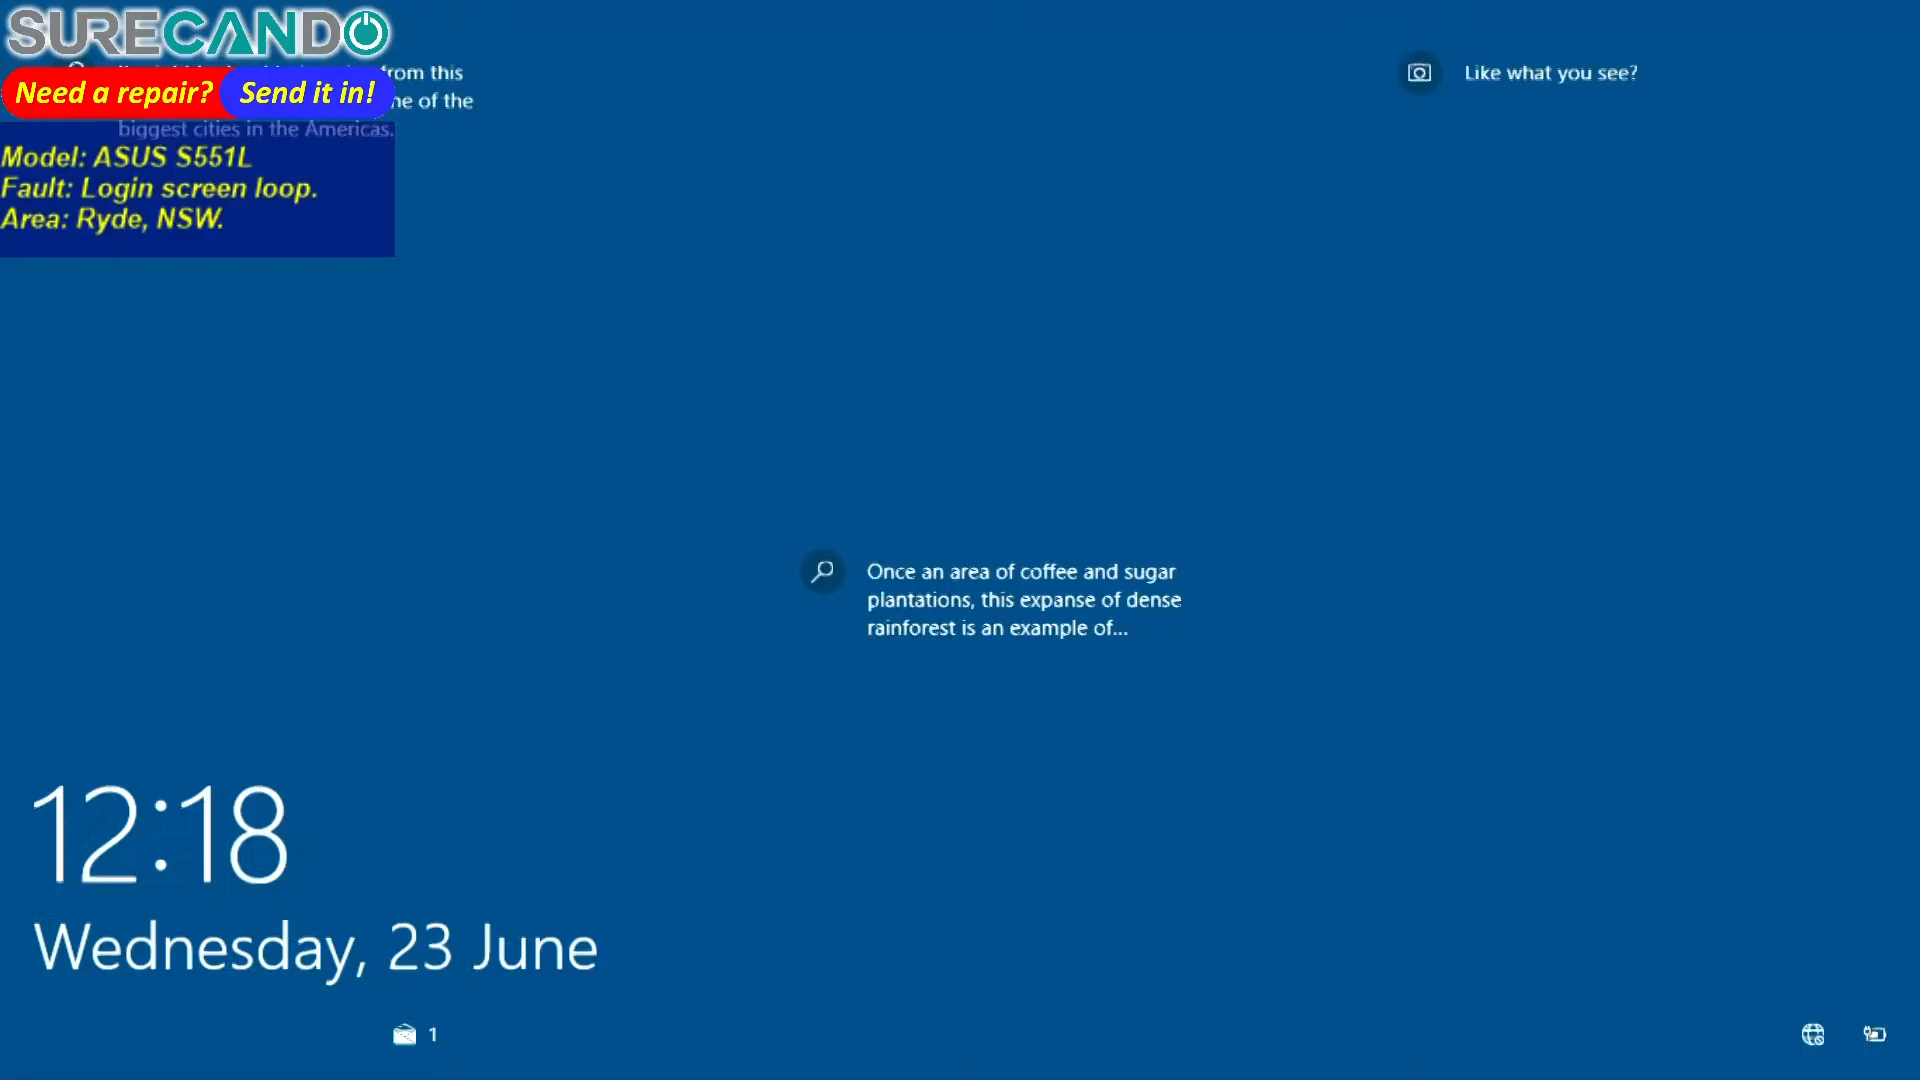 SURECANDO
from this
Need a repair? Send it in!
ne of the
biggest cities in the Americas.
Model: ASUS S551L
Fault: Login screen loop.
Area: Ryde, NSW.
Like what you see?
Once an area of coffee and sugar
plantations, this expanse of dense
rainforest is an example of...
12:18
Wednesday, 23 June
1